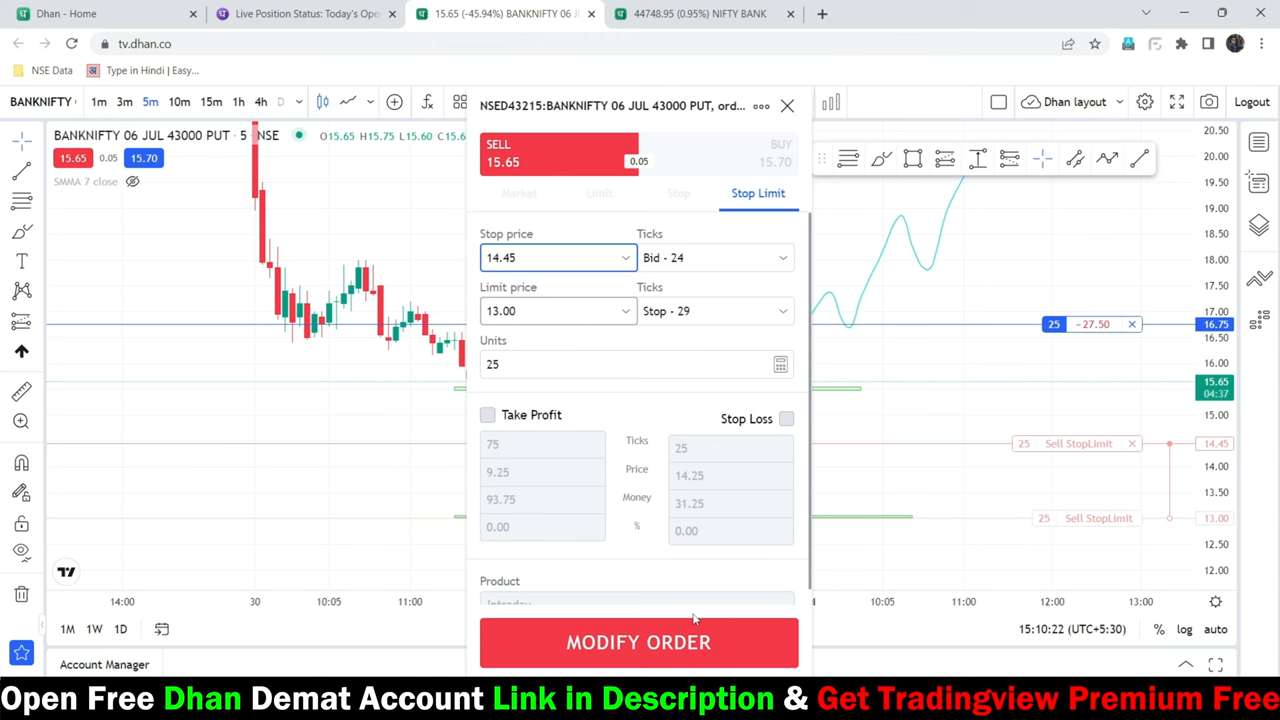 Dhan - Home
Live Position Status: Today's Ope
15.65 (-45.94%) BANKNIFTY 06 JU
44748.95 (0.95%) NIFTY BANK
tv.dhan.co
NSE Data
Type in Hindi | Easy...
BANKNIFTY
1m 3m 5m 10m 15m 1h 4h D
Dhan layout
Logout
NSED43215:BANKNIFTY 06 JUL 43000 PUT, ord...
BANKNIFTY 06 JUL 43000 PUT · 5 · NSE
O15.65 H15.75 L15.60 C15.6
15.65 0.05 15.70
SMMA 7 close
SELL
15.65
0.05
BUY
15.70
Market Limit Stop Stop Limit
Stop price Ticks
14.45 Bid - 24
Limit price Ticks
13.00 Stop - 29
Units
25
Take Profit Stop Loss
75 Ticks 25
9.25 Price 14.25
93.75 Money 31.25
0.00 % 0.00
Product
Intraday
MODIFY ORDER
20.50
20.00
19.50
19.00
18.50
18.00
17.50
17.00
25 -27.50 16.75
16.50
16.00
15.65
04:37
15.00
25 Sell StopLimit 14.45
14.00
13.50
25 Sell StopLimit 13.00
12.50
12.00
14:00 30 10:05 11:00 10:05 11:00 12:00 13:00
1M 1W 1D
15:10:22 (UTC+5:30) % log auto
Account Manager
Open Free Dhan Demat Account Link in Description & Get Tradingview Premium Free